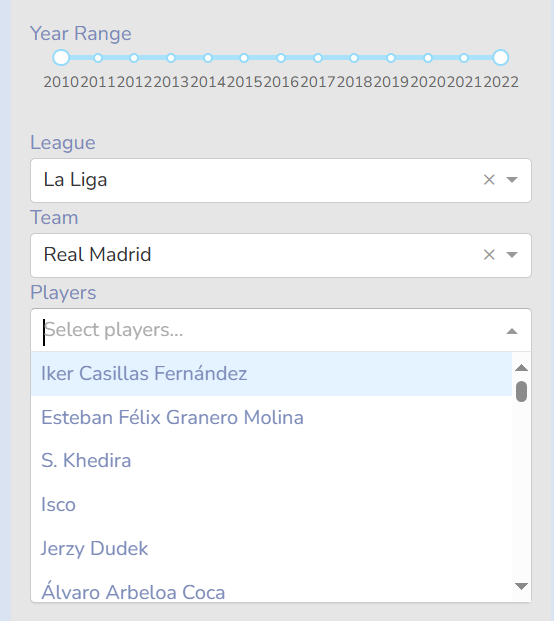 Year Range
2010 2011 2012 2013 2014 2015 2016 2017 2018 2019 2020 2021 2022
League
La Liga
Team
Real Madrid
Players
Select players...
Iker Casillas Fernández
Esteban Félix Granero Molina
S. Khedira
Isco
Jerzy Dudek
Álvaro Arbeloa Coca